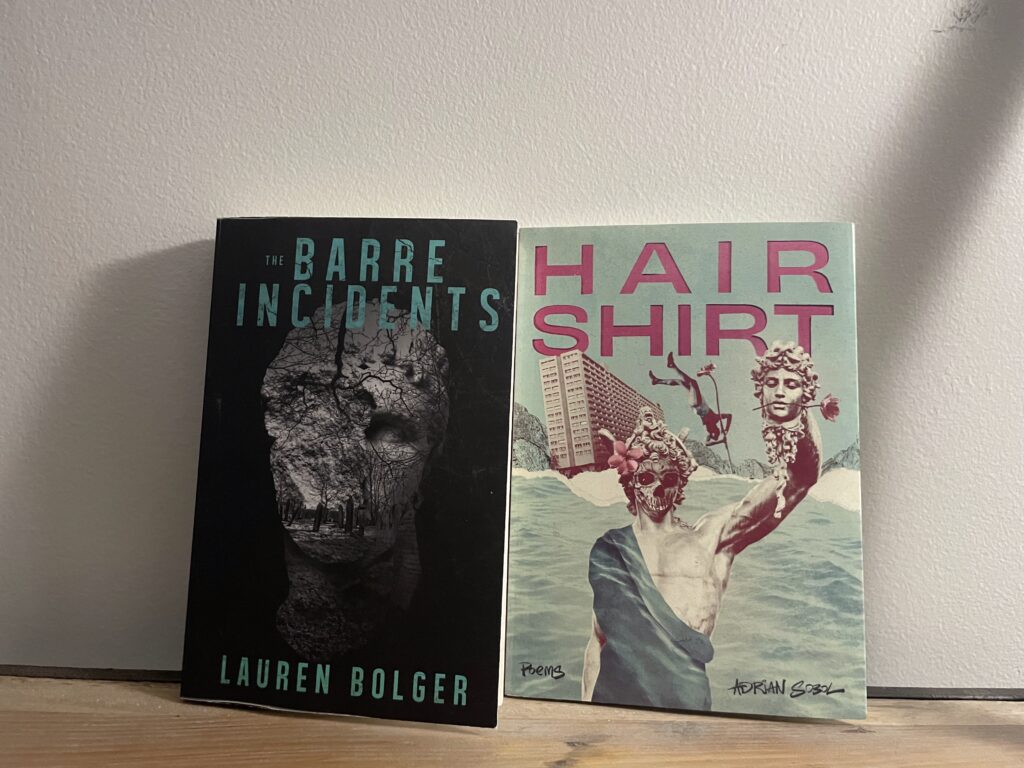 THE BARRE
INCIDENTS
LAUREN BOLGER
HAIR
SHIRT
Poems
ADRIAN SOBOL